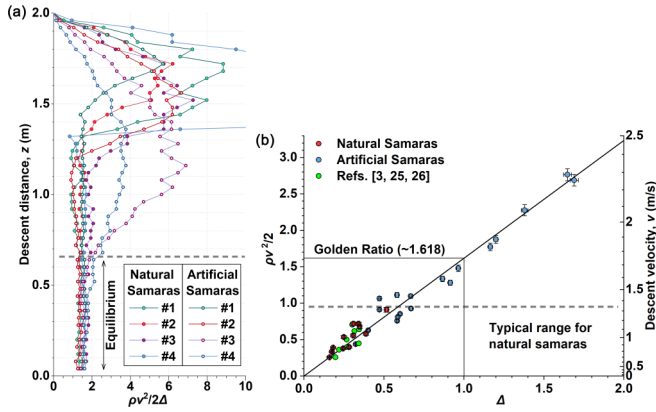 (a)
Descent distance, z (m)
2.0
1.5
1.0
0.5
0.0
Equilibrium
Natural Samaras
Artificial Samaras
#1 #1
#2 #2
#3 #3
#4 #4
0 2 4 6 8 10
ρv²/2Δ
(b)
Natural Samaras
Artificial Samaras
Refs. [3, 25, 26]
ρv²/2
3.0
2.5
2.0
1.5
1.0
0.5
0.0
Golden Ratio (~1.618)
Typical range for
natural samaras
0.0 0.5 1.0 1.5 2.0
Δ
2.5
2
1.5
1
0.5
0
Descent velocity, v (m/s)